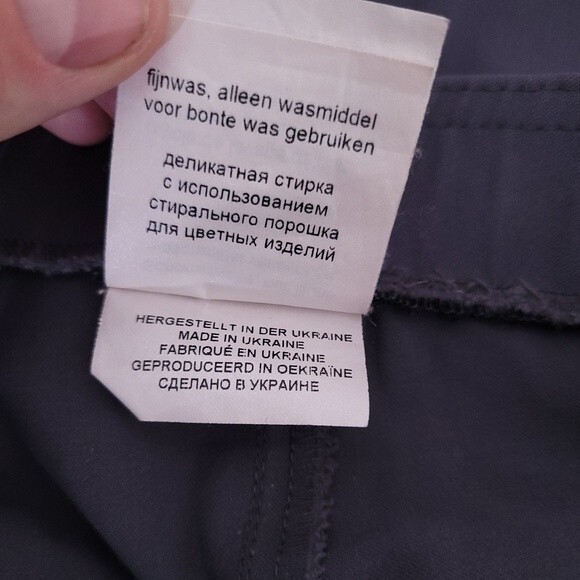 fijnwas, alleen wasmiddel
voor bonte was gebruiken
деликатная стирка
с использованием
стирального порошка
для цветных изделий
HERGESTELLT IN DER UKRAINE
MADE IN UKRAINE
FABRIQUÉ EN UKRAINE
GEPRODUCEERD IN OEKRAÏNE
СДЕЛАНО В УКРАИНЕ